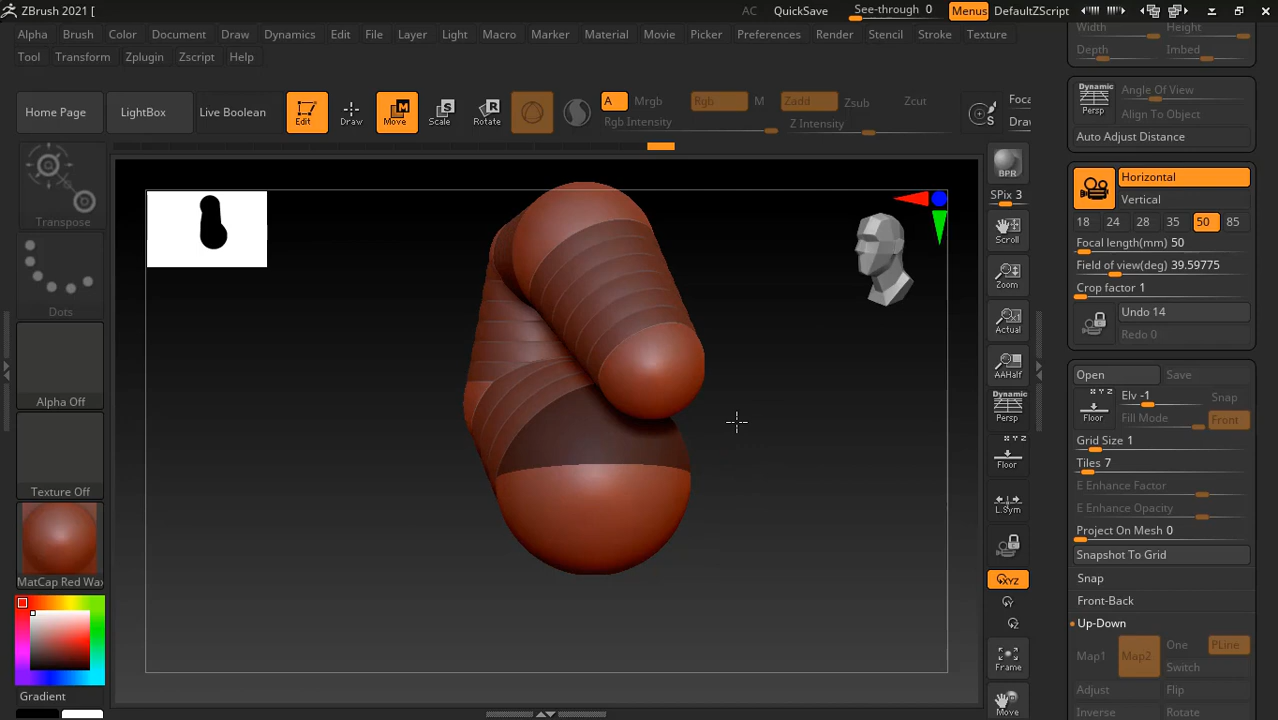 ZBrush 2021 [
AC QuickSave See-through 0 Menus DefaultZScript
Alpha Brush Color Document Draw Dynamics Edit File Layer Light Macro Marker Material Movie Picker Preferences Render Stencil Stroke Texture
Tool Transform Zplugin Zscript Help
Home Page LightBox Live Boolean Edit Draw Move Scale Rotate
A Mrgb Rgb M Zadd Zsub Zcut Foca
Rgb Intensity Z Intensity Draw
Transpose
Dots
Alpha Off
Texture Off
MatCap Red Wax
Gradient
BPR
SPix 3
Scroll
Zoom
Actual
AAHalf
Dynamic
Persp
X Y Z
Floor
L.Sym
XYZ
Y
Z
Frame
Move
Width Height
Depth Imbed
Dynamic
Persp
Angle Of View
Align To Object
Auto Adjust Distance
Horizontal
Vertical
18 24 28 35 50 85
Focal length(mm) 50
Field of view(deg) 39.59775
Crop factor 1
Undo 14
Redo 0
Open Save
X Y Z
Floor
Elv -1 Snap
Fill Mode Front
Grid Size 1
Tiles 7
E Enhance Factor
E Enhance Opacity
Project On Mesh 0
Snapshot To Grid
Snap
Front-Back
Up-Down
Map1 Map2 One PLine
Switch
Adjust Flip
Inverse Rotate